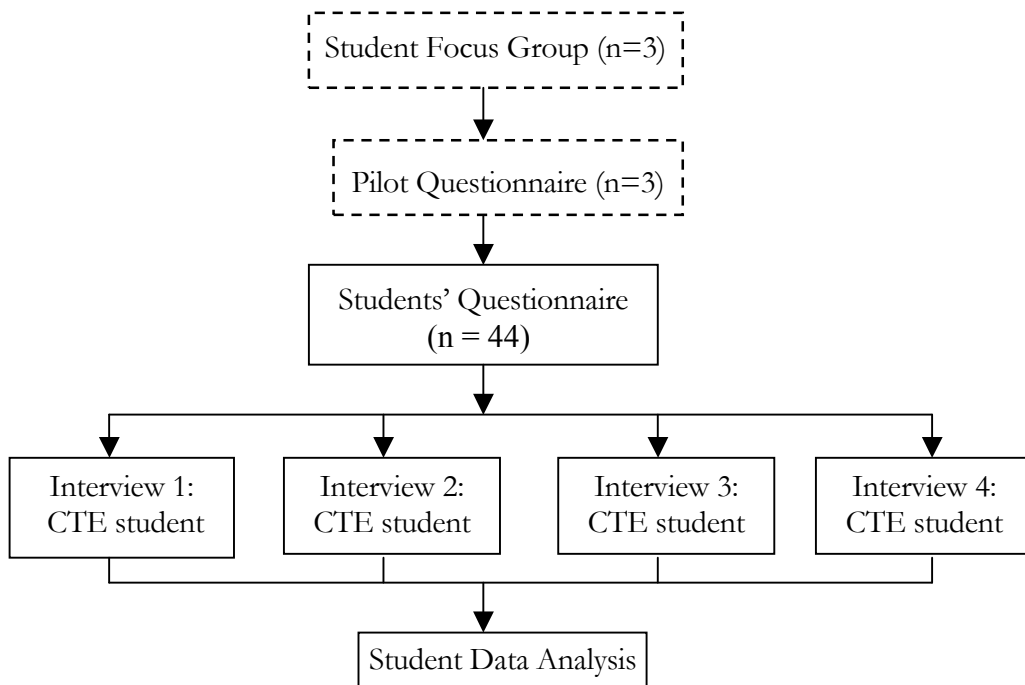 Student Focus Group (n=3)
Pilot Questionnaire (n=3)
Students’ Questionnaire
(n = 44)
Interview 1:
CTE student
Interview 2:
CTE student
Interview 3:
CTE student
Interview 4:
CTE student
Student Data Analysis